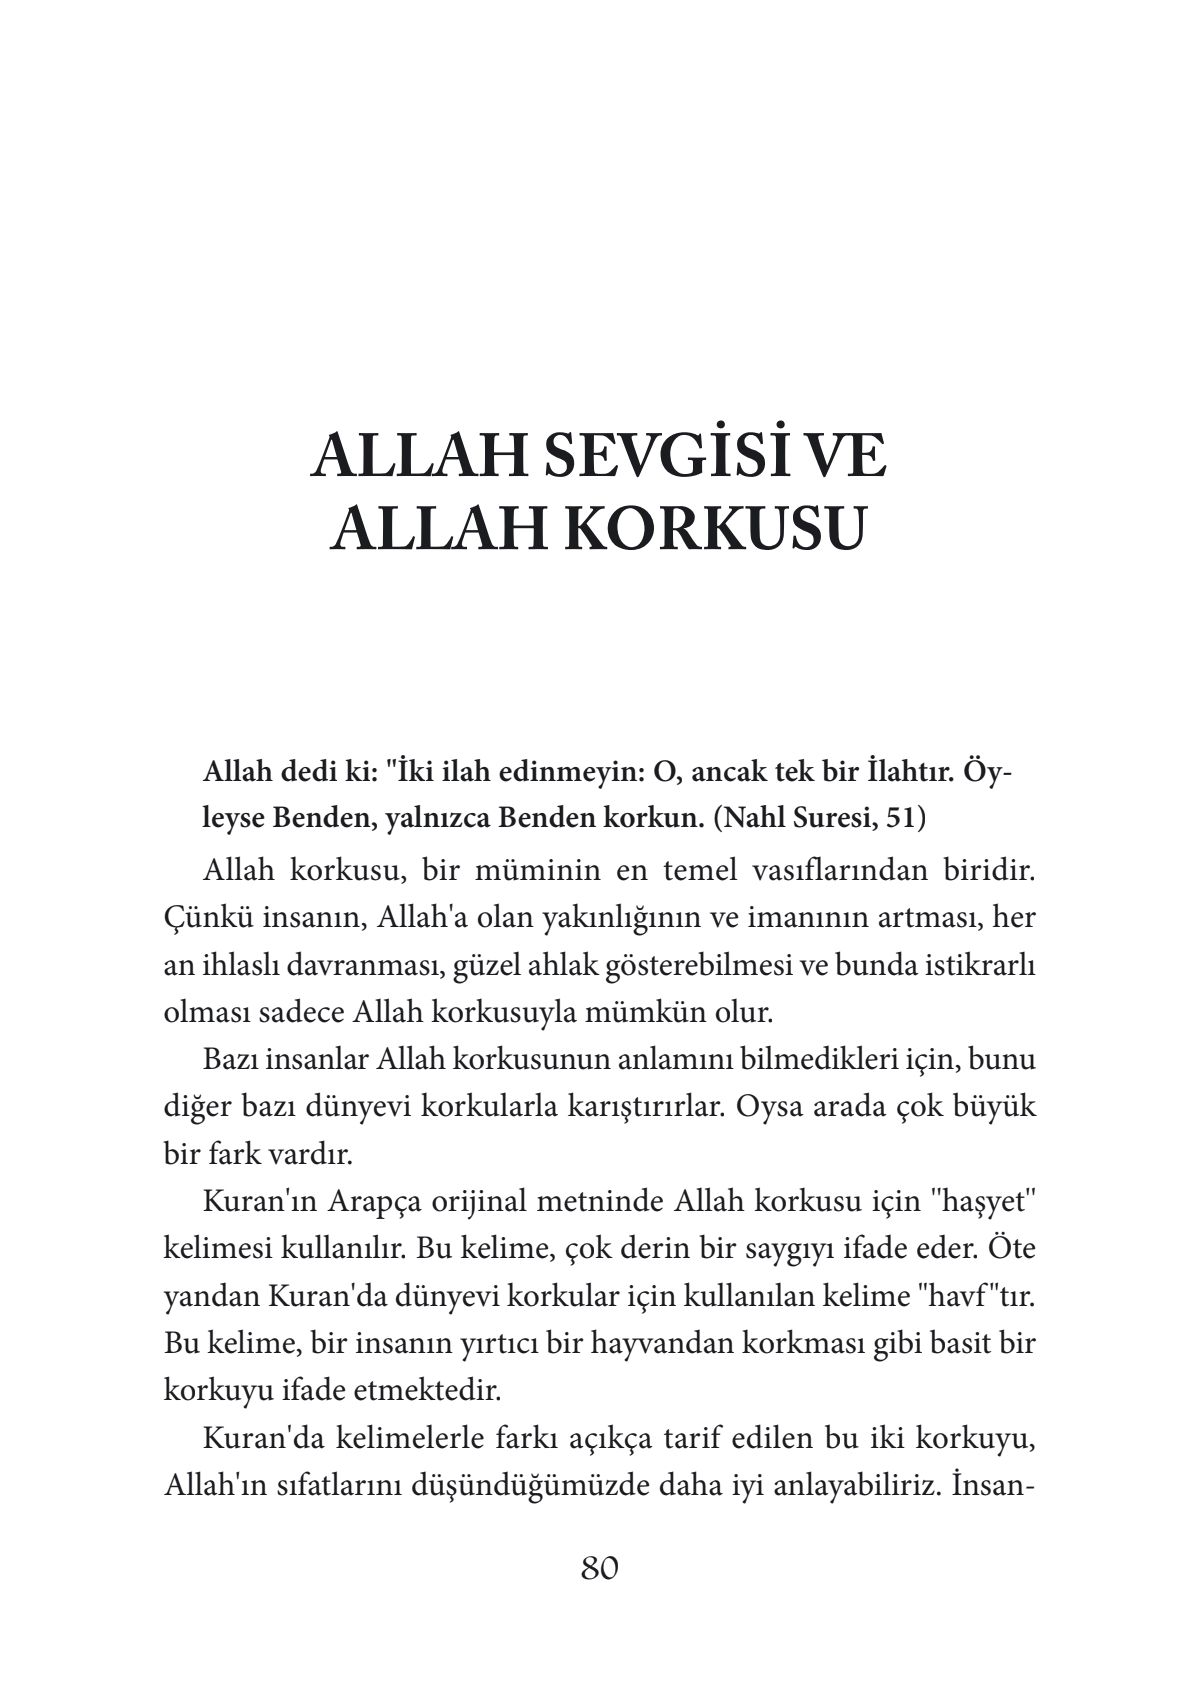 ALLAH SEVGİSİ VE
ALLAH KORKUSU
Allah dedi ki: "İki ilah edinmeyin: O, ancak tek bir İlahtır. Öy-
leyse Benden, yalnızca Benden korkun. (Nahl Suresi, 51)
Allah korkusu, bir müminin en temel vasıflarından biridir.
Çünkü insanın, Allah'a olan yakınlığının ve imanının artması, her
an ihlaslı davranması, güzel ahlak gösterebilmesi ve bunda istikrarlı
olması sadece Allah korkusuyla mümkün olur.
Bazı insanlar Allah korkusunun anlamını bilmedikleri için, bunu
diğer bazı dünyevi korkularla karıştırırlar. Oysa arada çok büyük
bir fark vardır.
Kuran'ın Arapça orijinal metninde Allah korkusu için "haşyet"
kelimesi kullanılır. Bu kelime, çok derin bir saygıyı ifade eder. Öte
yandan Kuran'da dünyevi korkular için kullanılan kelime "havf"tır.
Bu kelime, bir insanın yırtıcı bir hayvandan korkması gibi basit bir
korkuyu ifade etmektedir.
Kuran'da kelimelerle farkı açıkça tarif edilen bu iki korkuyu,
Allah'ın sıfatlarını düşündüğümüzde daha iyi anlayabiliriz. İnsan-
80